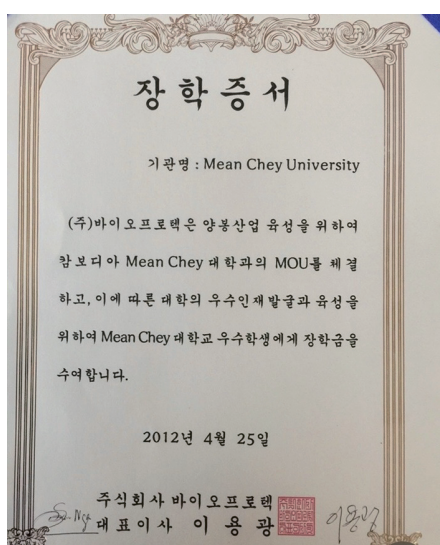 장학증서
기관명 : Mean Chey University
(주)바이오프로텍은 양봉산업 육성을 위하여
캄보디아 Mean Chey 대학과의 MOU를 체결
하고, 이에 따른 대학의 우수인재발굴과 육성을
위하여 Mean Chey 대학교 우수학생에게 장학금을
수여합니다.
2012년 4월 25일
주식회사 바이오프로텍
대표이사 이용광
이용광